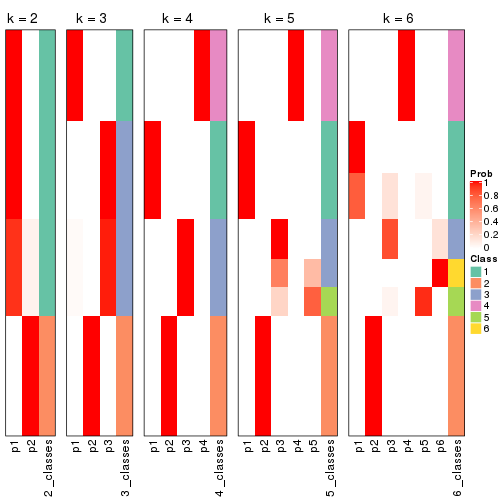 k = 2
k = 3
k = 4
k = 5
k = 6
Prob
1
0.8
0.6
0.4
0.2
0
Class
1
2
3
4
5
6
p1
p2
2_classes
p1
p2
p3
3_classes
p1
p2
p3
p4
4_classes
p1
p2
p3
p4
p5
5_classes
p1
p2
p3
p4
p5
p6
6_classes